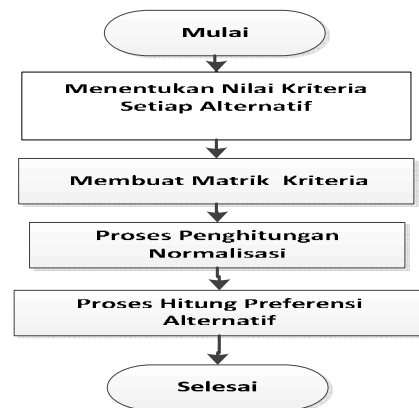 Mulai
Menentukan Nilai Kriteria
Setiap Alternatif
Membuat Matrik Kriteria
Proses Penghitungan
Normalisasi
Proses Hitung Preferensi
Alternatif
Selesai